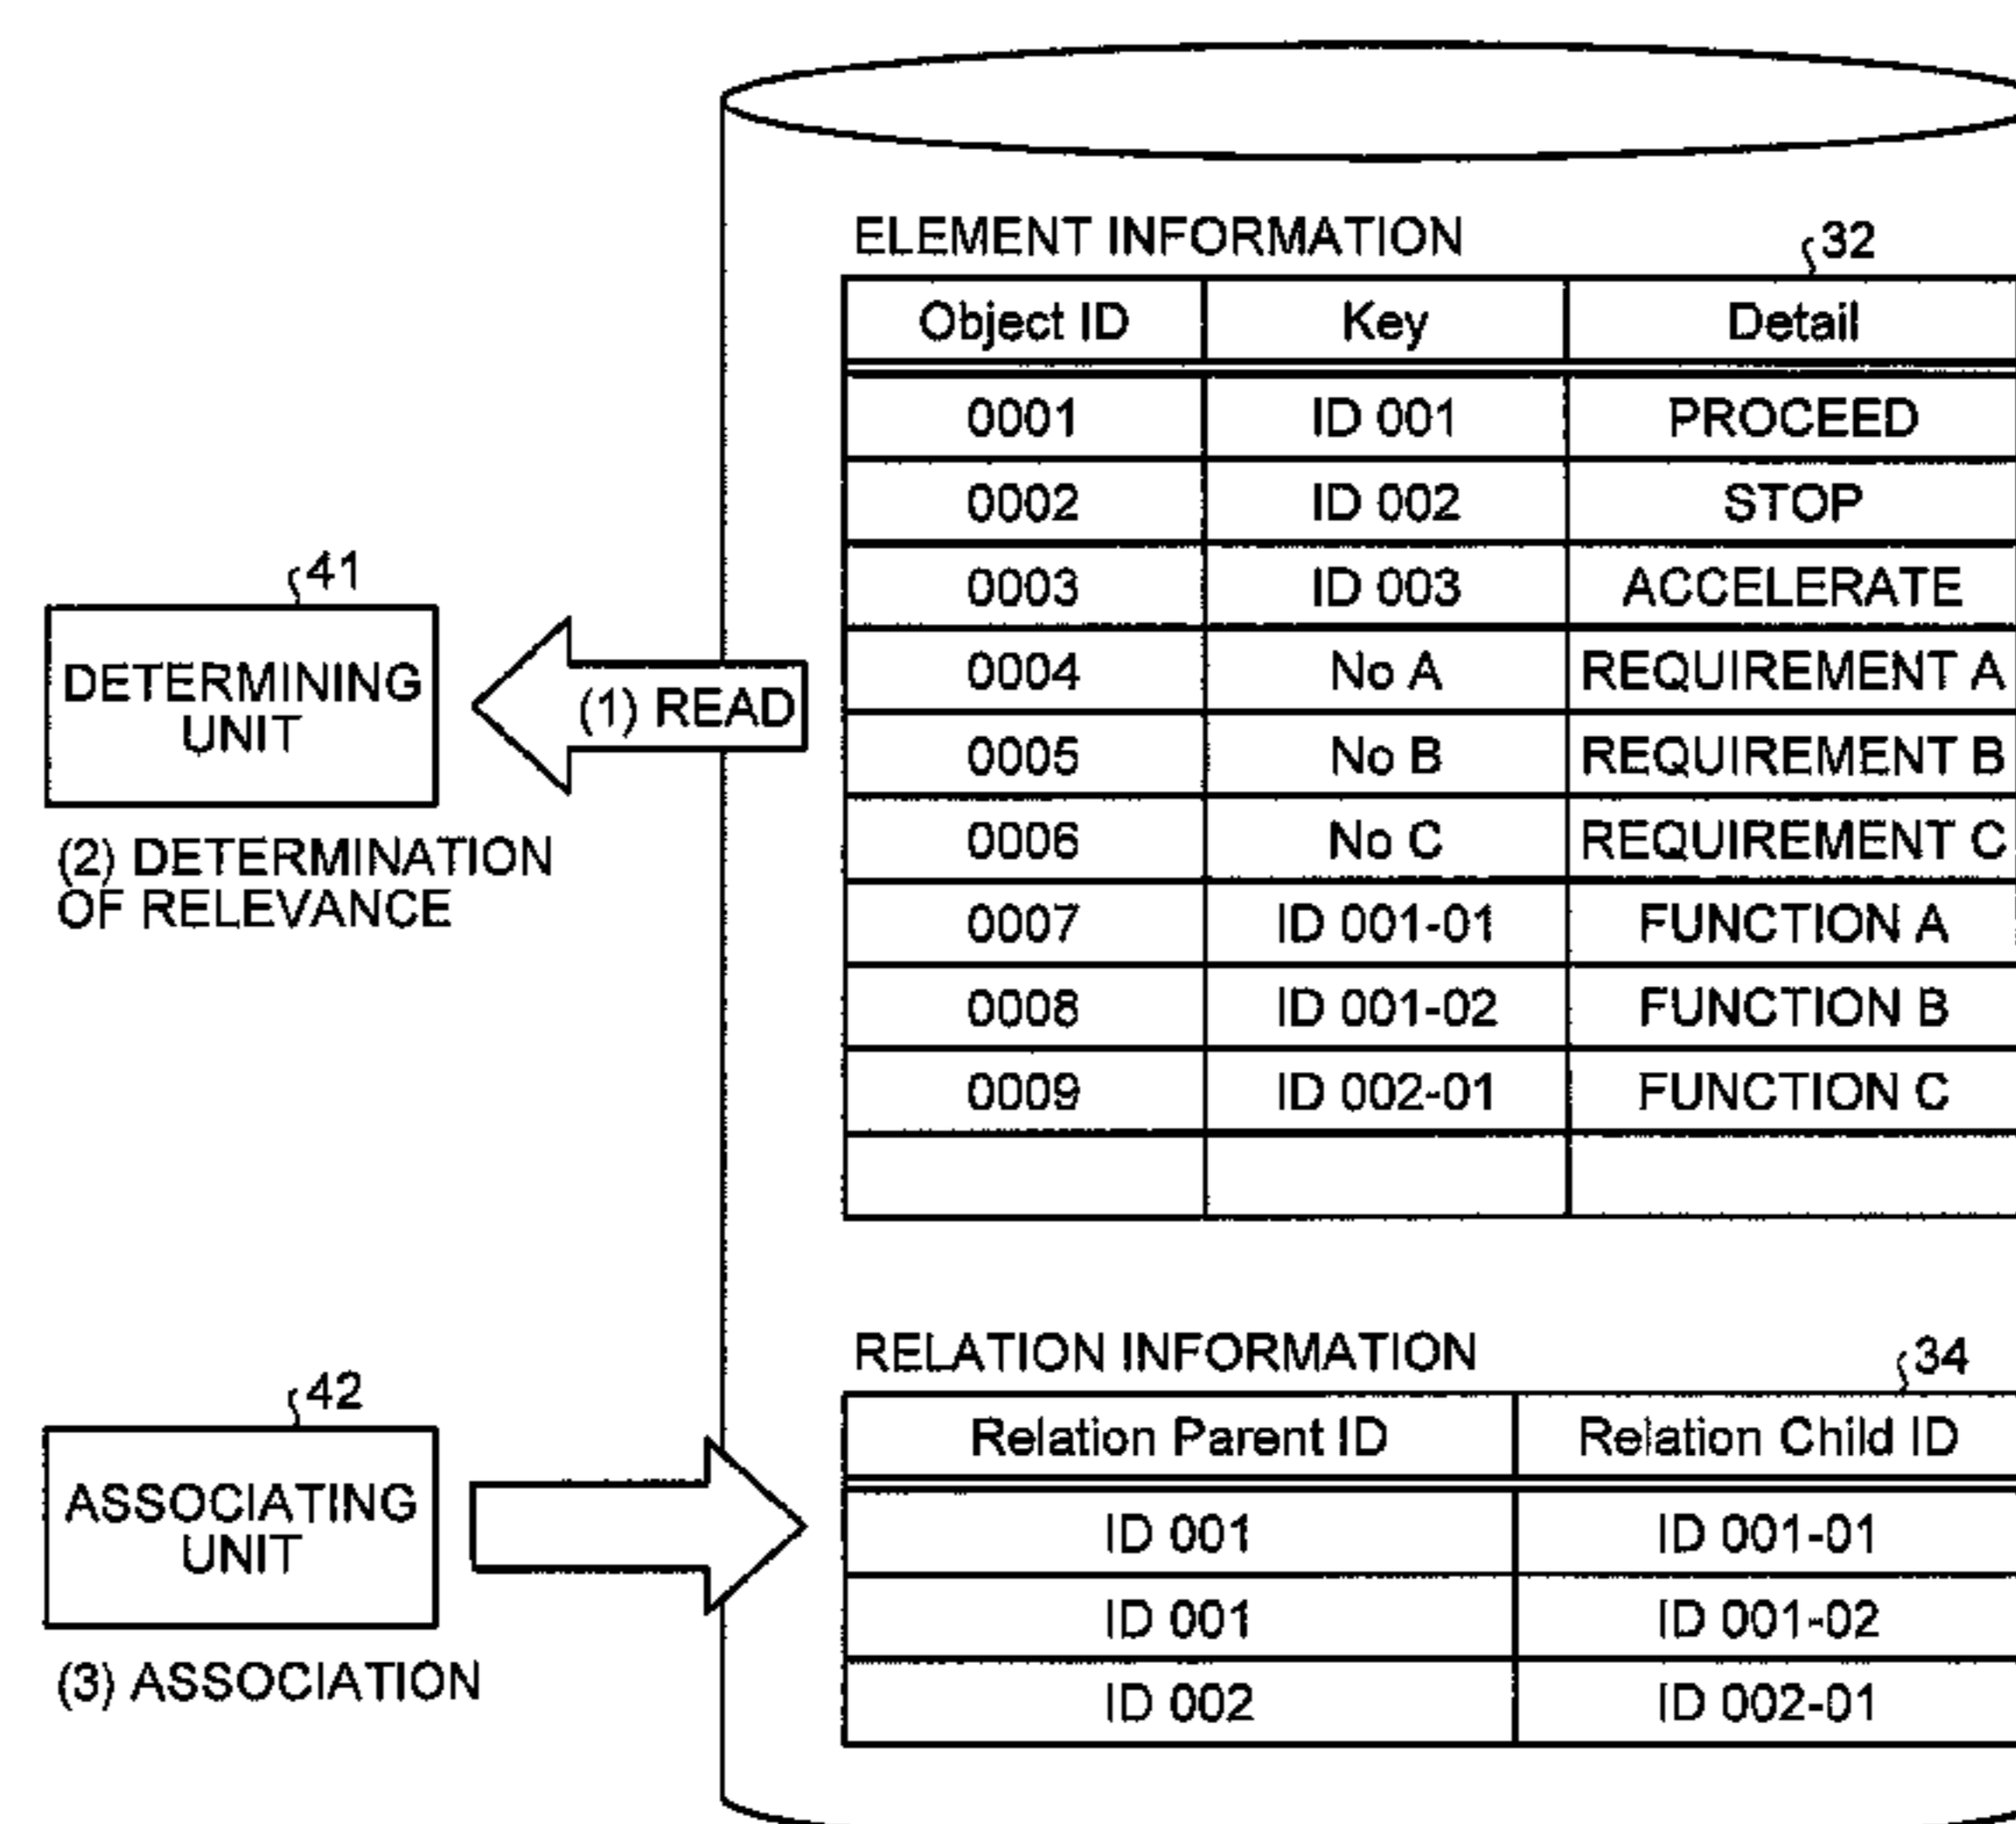 ELEMENT INFORMATION
32
Object ID Key Detail
0001 ID 001 PROCEED
0002 ID 002 STOP
0003 ID 003 ACCELERATE
0004 No A REQUIREMENT A
0005 No B REQUIREMENT B
0006 No C REQUIREMENT C
0007 ID 001-01 FUNCTION A
0008 ID 001-02 FUNCTION B
0009 ID 002-01 FUNCTION C
41
DETERMINING
UNIT
(1) READ
(2) DETERMINATION
OF RELEVANCE
RELATION INFORMATION
34
Relation Parent ID Relation Child ID
ID 001 ID 001-01
ID 001 ID 001-02
ID 002 ID 002-01
42
ASSOCIATING
UNIT
(3) ASSOCIATION